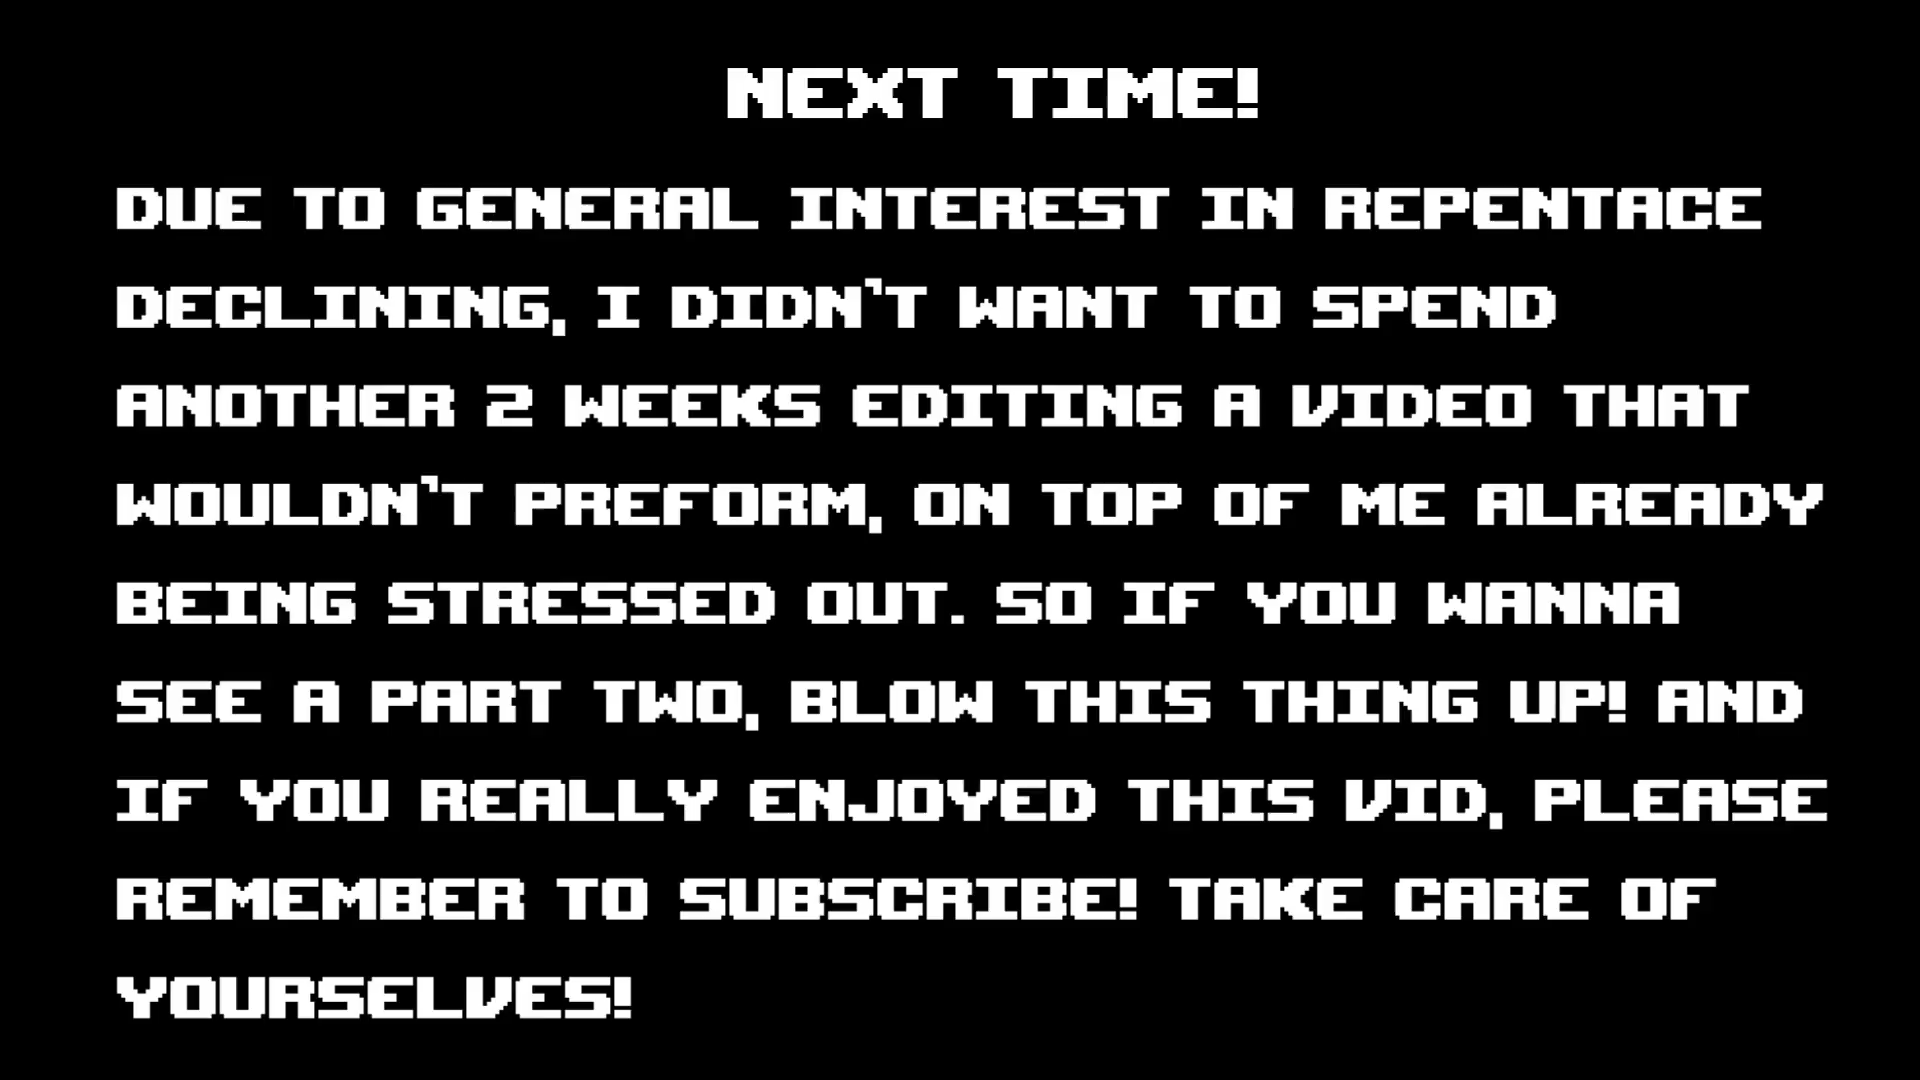 NEXT TIME!
DUE TO GENERAL INTEREST IN REPENTACE
DECLINING, I DIDN'T WANT TO SPEND
ANOTHER 2 WEEKS EDITING A VIDEO THAT
WOULDN'T PREFORM, ON TOP OF ME ALREADY
BEING STRESSED OUT. SO IF YOU WANNA
SEE A PART TWO, BLOW THIS THING UP! AND
IF YOU REALLY ENJOYED THIS VID, PLEASE
REMEMBER TO SUBSCRIBE! TAKE CARE OF
YOURSELVES!